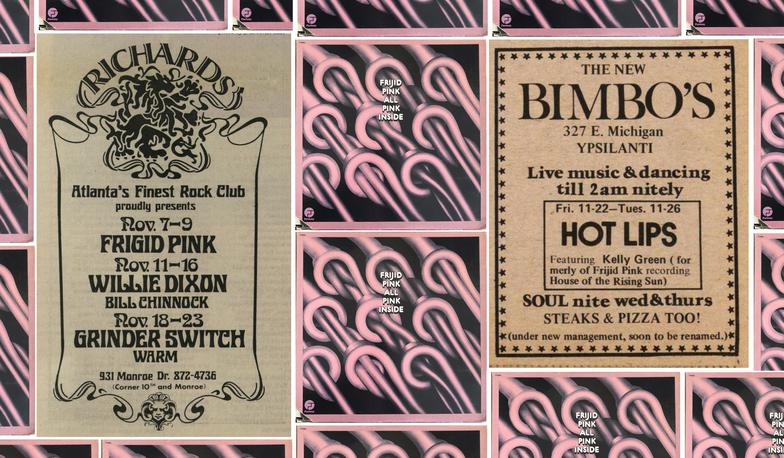 RICHARDS
Atlanta's Finest Rock Club
proudly presents
Nov. 7-9
FRIGID PINK
Nov. 11-16
WILLIE DIXON
BILL CHINNOCK
Nov. 18-23
GRINDER SWITCH
WARM
931 Monroe Dr. 872-4736
(Corner 10th and Monroe)
FRIJID
PINK
ALL
PINK
INSIDE
FRIJID
PINK
ALL
PINK
INSIDE
THE NEW
BIMBO'S
327 E. Michigan
YPSILANTI
Live music & dancing
till 2am nitely
Fri. 11-22—Tues. 11-26
HOT LIPS
Featuring Kelly Green (for
merly of Frijid Pink recording
House of the Rising Sun)
SOUL nite wed & thurs
STEAKS & PIZZA TOO!
(under new management, soon to be renamed.)
FRIJID
PINK
ALL
PINK
INSIDE
FRIJID
PINK
ALL
PINK
INSIDE